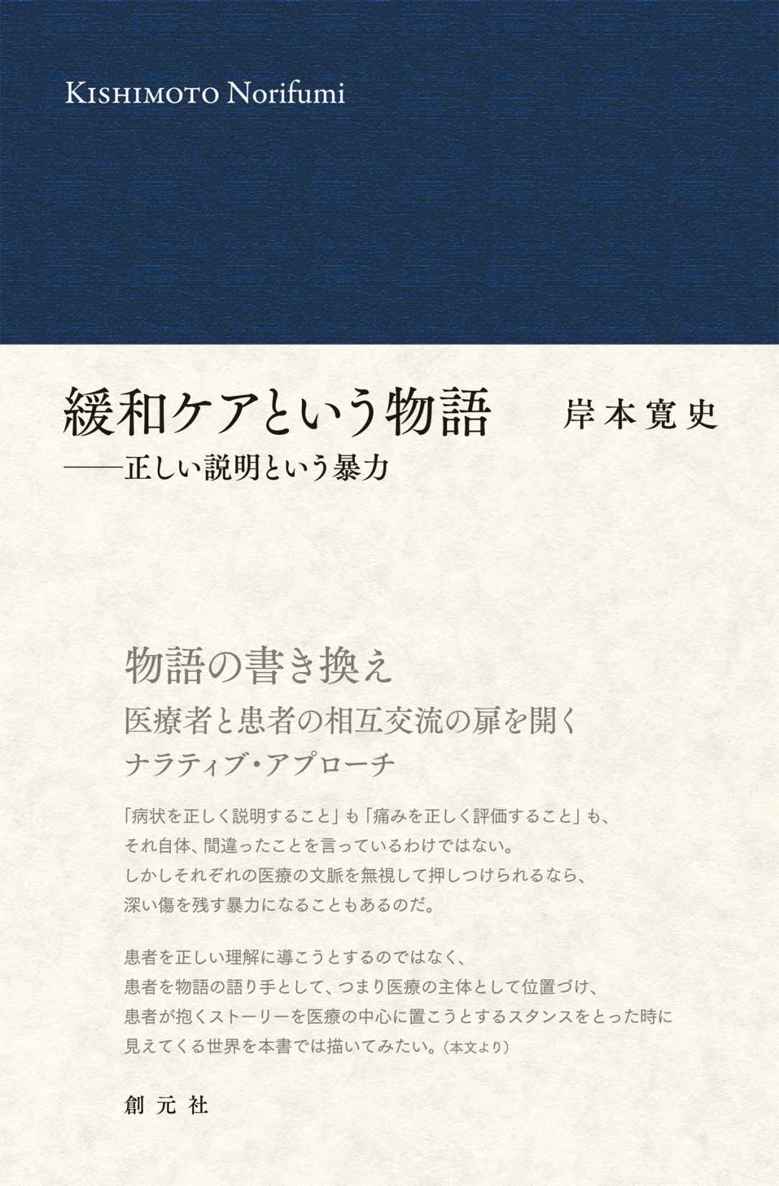 KISHIMOTO Norifumi
緩和ケアという物語
岸本寛史
——正しい説明という暴力
物語の書き換え
医療者と患者の相互交流の扉を開く
ナラティブ・アプローチ
「病状を正しく説明すること」も「痛みを正しく評価すること」も、
それ自体、間違ったことを言っているわけではない。
しかしそれぞれの医療の文脈を無視して押しつけられるなら、
深い傷を残す暴力になることもあるのだ。
患者を正しい理解に導こうとするのではなく、
患者を物語の語り手として、つまり医療の主体として位置づけ、
患者が抱くストーリーを医療の中心に置こうとするスタンスをとった時に
見えてくる世界を本書では描いてみたい。（本文より）
創元社